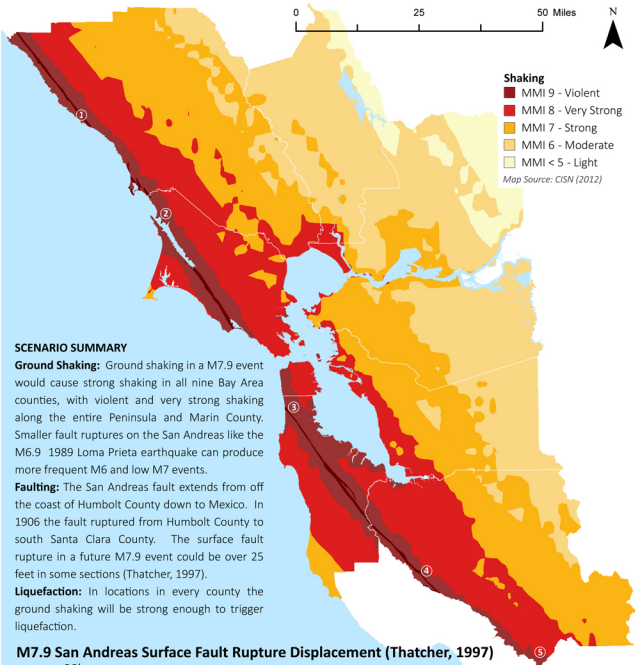 0 25 50 Miles
N
Shaking
MMI 9 - Violent
MMI 8 - Very Strong
MMI 7 - Strong
MMI 6 - Moderate
MMI < 5 - Light
Map Source: CISN (2012)
1
2
3
4
5
SCENARIO SUMMARY
Ground Shaking: Ground shaking in a M7.9 event
would cause strong shaking in all nine Bay Area
counties, with violent and very strong shaking
along the entire Peninsula and Marin County.
Smaller fault ruptures on the San Andreas like the
M6.9 1989 Loma Prieta earthquake can produce
more frequent M6 and low M7 events.
Faulting: The San Andreas fault extends from off
the coast of Humbolt County down to Mexico. In
1906 the fault ruptured from Humbolt County to
south Santa Clara County. The surface fault
rupture in a future M7.9 event could be over 25
feet in some sections (Thatcher, 1997).
Liquefaction: In locations in every county the
ground shaking will be strong enough to trigger
liquefaction.
M7.9 San Andreas Surface Fault Rupture Displacement (Thatcher, 1997)